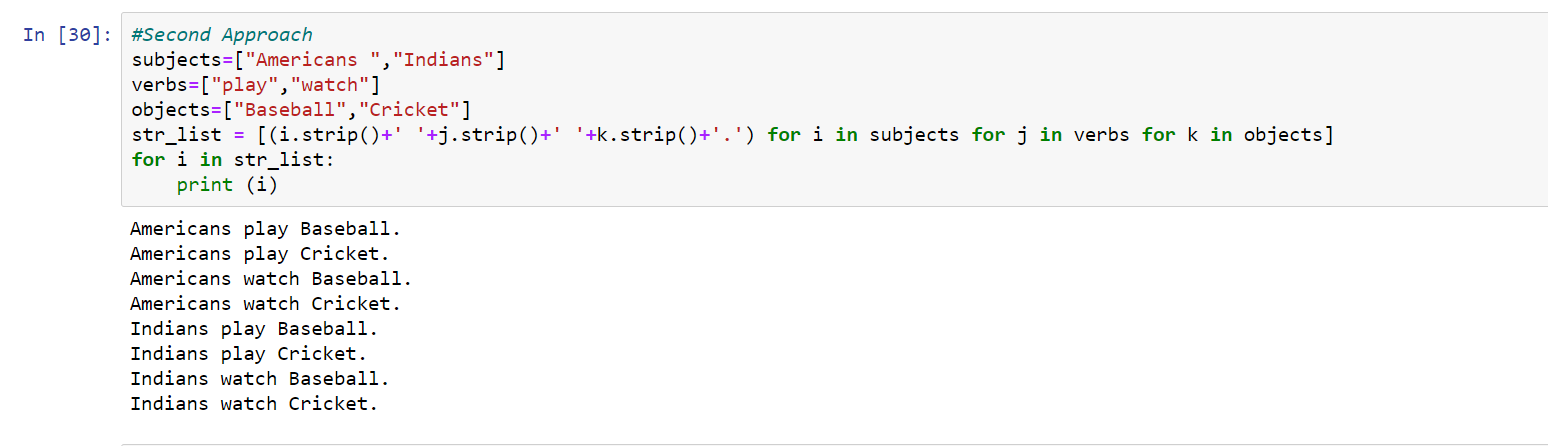 In [30]: #Second Approach
subjects=["Americans ","Indians"]
verbs=["play","watch"]
objects=["Baseball","Cricket"]
str_list = [(i.strip()+' '+j.strip()+' '+k.strip()+'.') for i in subjects for j in verbs for k in objects]
for i in str_list:
    print (i)
Americans play Baseball.
Americans play Cricket.
Americans watch Baseball.
Americans watch Cricket.
Indians play Baseball.
Indians play Cricket.
Indians watch Baseball.
Indians watch Cricket.